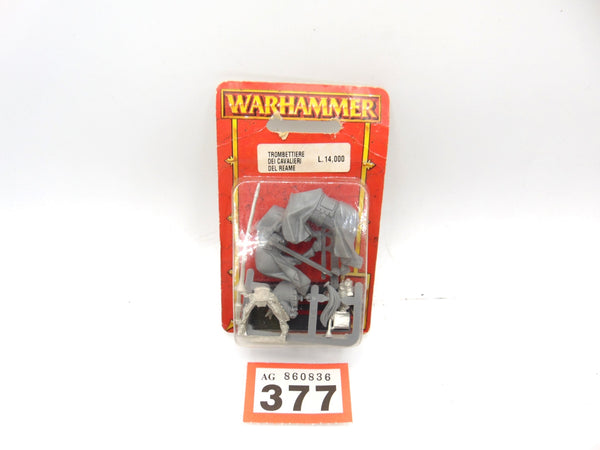 WARHAMMER
TROMBETTIERE
DEI CAVALIERI
DEL REAME
L.14,000
AG 860836
377